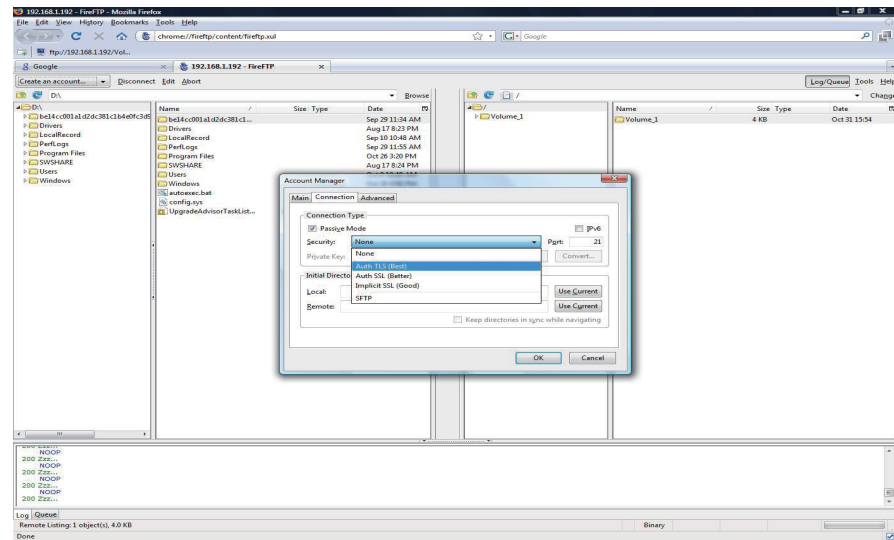 192.168.1.192 - FireFTP - Mozilla Firefox
File Edit View History Bookmarks Tools Help
chrome://fireftp/content/fireftp.xul
Google
ftp://192.168.1.192/Vol...
Google
192.168.1.192 - FireFTP
Create an account...
Disconnect Edit Abort
Log/Queue Tools Help
D:\
Browse
/
Change
D:\
Drivers
LocalRecord
PerfLogs
Program Files
SWSHARE
Users
Windows
Name Size Type Date
be14cc001a1d2dc381c1... Sep 29 11:34 AM
Drivers Aug 17 8:23 PM
LocalRecord Sep 10 10:48 AM
PerfLogs Sep 29 11:55 AM
Program Files Oct 26 3:20 PM
SWSHARE Aug 17 8:24 PM
Users
Windows
autoexec.bat
config.sys
UpgradeAdvisorTaskList...
/
Volume_1
Name Size Type Date
Volume_1 4 KB Oct 31 15:54
Account Manager
Main Connection Advanced
Connection Type
Passive Mode
IPv6
Security: None
Port: 21
Private Key:
Convert...
None
Auth TLS (Best)
Auth SSL (Better)
Implicit SSL (Good)
SFTP
Initial Directo
Local:
Use Current
Remote:
Use Current
Keep directories in sync while navigating
OK Cancel
NOOP
200 Zzz...
NOOP
200 Zzz...
NOOP
200 Zzz...
NOOP
200 Zzz...
Log Queue
Remote Listing: 1 object(s), 4.0 KB
Binary
Done